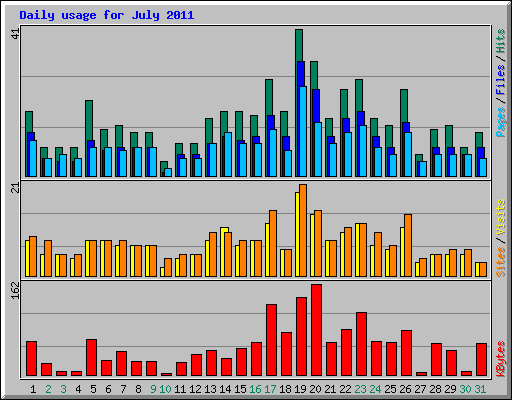 Daily usage for July 2011
41
Pages / Files / Hits
21
Sites / Visits
162
KBytes
1 2 3 4 5 6 7 8 9 10 11 12 13 14 15 16 17 18 19 20 21 22 23 24 25 26 27 28 29 30 31